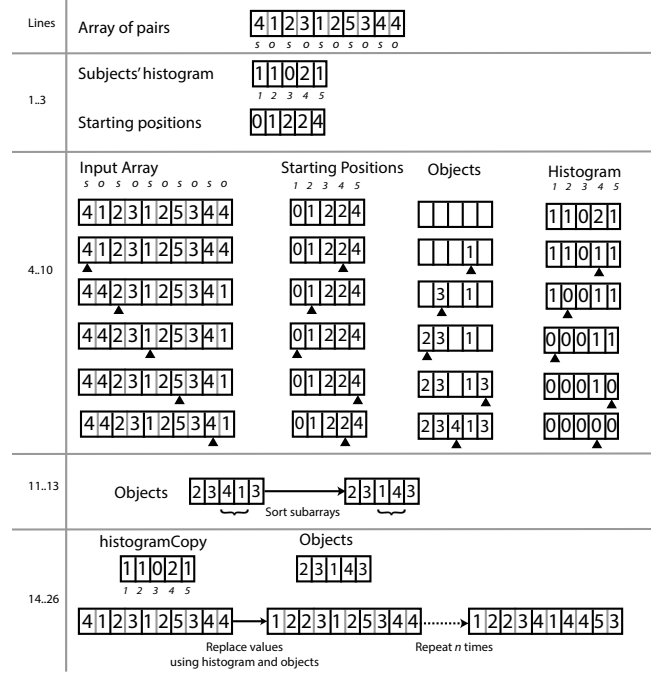 Lines
Array of pairs
4 1 2 3 1 2 5 3 4 4
s o s o s o s o s o
1..3
Subjects' histogram
1 1 0 2 1
1 2 3 4 5
Starting positions
0 1 2 2 4
4..10
Input Array Starting Positions Objects Histogram
s o s o s o s o s o 1 2 3 4 5 1 2 3 4 5
4 1 2 3 1 2 5 3 4 4 0 1 2 2 4 1 1 0 2 1
4 1 2 3 1 2 5 3 4 4 0 1 2 2 4 1 1 1 0 1 1
4 4 2 3 1 2 5 3 4 1 0 1 2 2 4 3 1 1 0 0 1 1
4 4 2 3 1 2 5 3 4 1 0 1 2 2 4 2 3 1 0 0 0 1 1
4 4 2 3 1 2 5 3 4 1 0 1 2 2 4 2 3 1 3 0 0 0 1 0
4 4 2 3 1 2 5 3 4 1 0 1 2 2 4 2 3 4 1 3 0 0 0 0 0
11..13
Objects 2 3 4 1 3 2 3 1 4 3
Sort subarrays
14..26
histogramCopy Objects
1 1 0 2 1 2 3 1 4 3
1 2 3 4 5
4 1 2 3 1 2 5 3 4 4 1 2 2 3 1 2 5 3 4 4 1 2 2 3 4 1 4 4 5 3
Replace values
using histogram and objects
Repeat n times